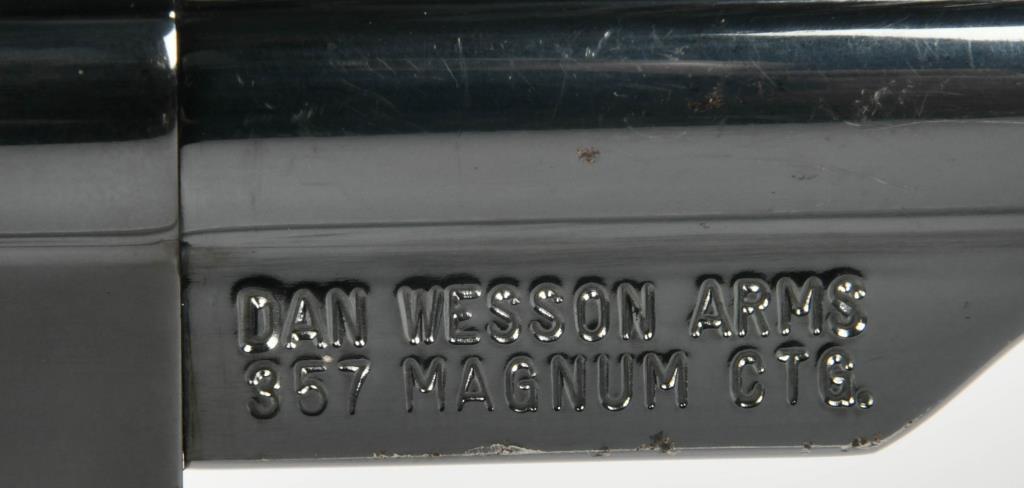 DAN WESSON ARMS
357 MAGNUM CTG.